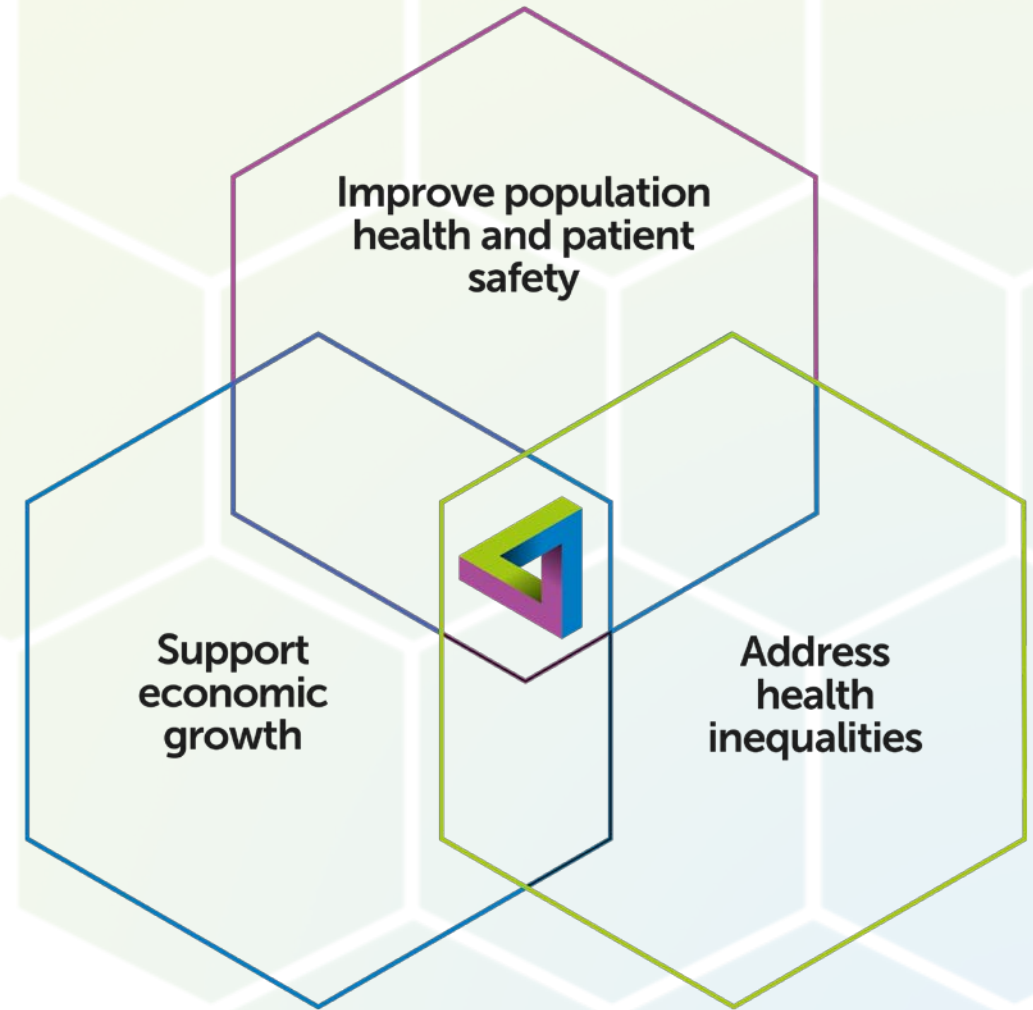 Improve population
health and patient
safety
Support
economic
growth
Address
health
inequalities